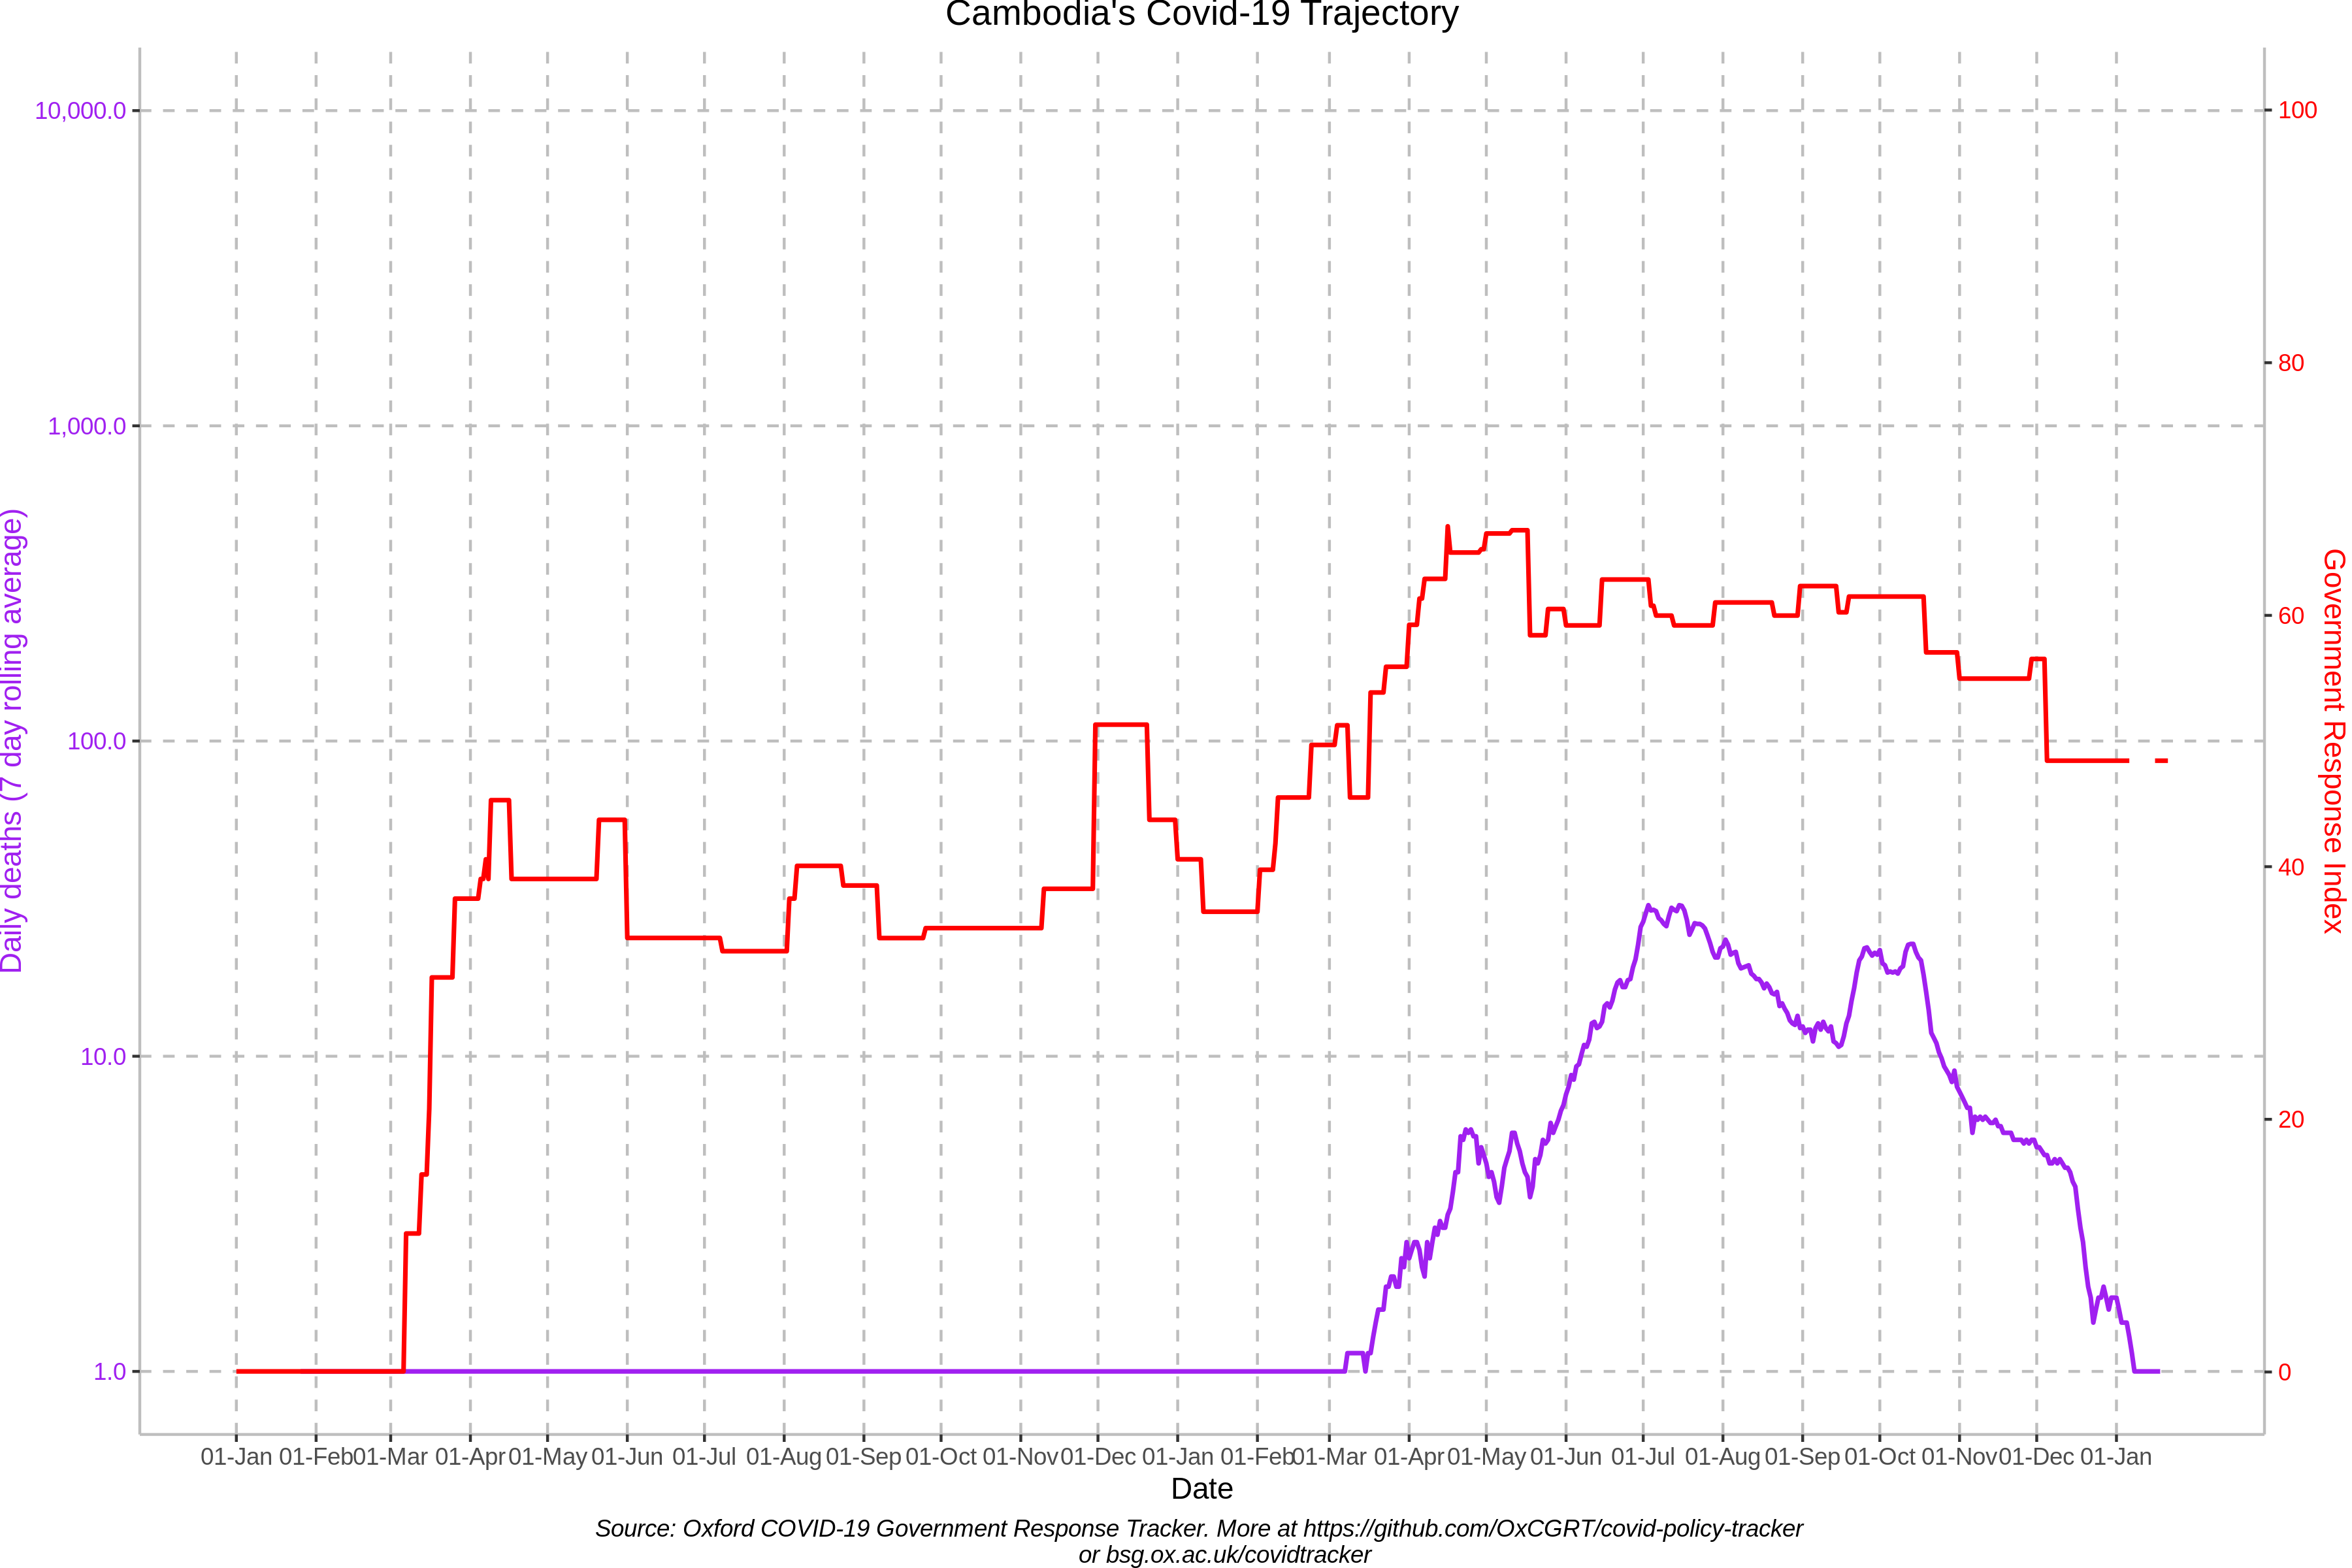 Cambodia's Covid-19 Trajectory
10,000.0
1,000.0
100.0
10.0
1.0
Daily deaths (7 day rolling average)
100
80
60
40
20
0
Government Response Index
01-Jan 01-Feb 01-Mar 01-Apr 01-May 01-Jun 01-Jul 01-Aug 01-Sep 01-Oct 01-Nov 01-Dec 01-Jan 01-Feb 01-Mar 01-Apr 01-May 01-Jun 01-Jul 01-Aug 01-Sep 01-Oct 01-Nov 01-Dec 01-Jan
Date
Source: Oxford COVID-19 Government Response Tracker. More at https://github.com/OxCGRT/covid-policy-tracker
or bsg.ox.ac.uk/covidtracker